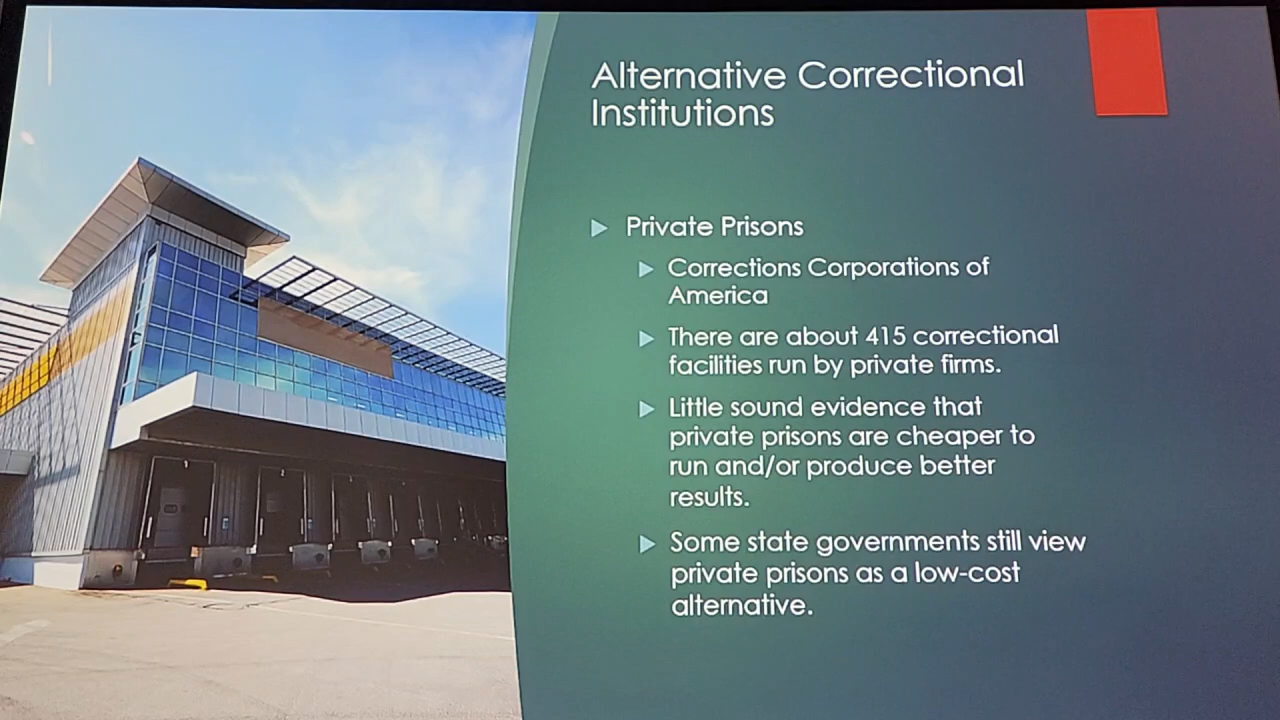 Alternative Correctional
Institutions
Private Prisons
Corrections Corporations of
America
There are about 415 correctional
facilities run by private firms.
Little sound evidence that
private prisons are cheaper to
run and/or produce better
results.
Some state governments still view
private prisons as a low-cost
alternative.